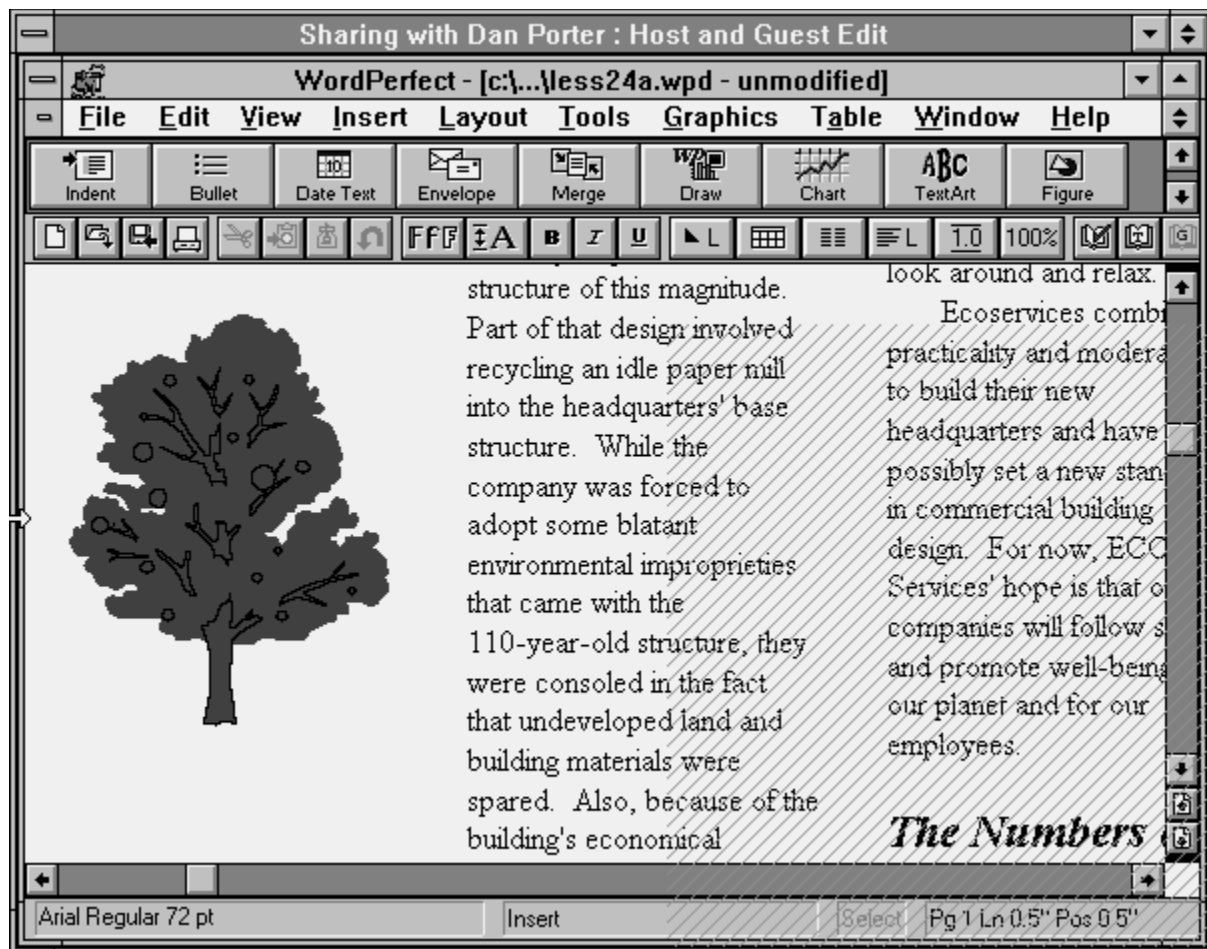 Sharing with Dan Porter : Host and Guest Edit
WordPerfect - [c:\...\less24a.wpd - unmodified]
File Edit View Insert Layout Tools Graphics Table Window Help
Indent Bullet Date Text Envelope Merge Draw Chart TextArt Figure
B I U L L 1.0 100%
structure of this magnitude.
Part of that design involved
recycling an idle paper mill
into the headquarters' base
structure. While the
company was forced to
adopt some blatant
environmental improprieties
that came with the
110-year-old structure, they
were consoled in the fact
that undeveloped land and
building materials were
spared. Also, because of the
building's economical
look around and relax.
Ecoservices combi
practicality and modera
to build their new
headquarters and have
possibly set a new stan
in commercial building
design. For now, ECO
Services' hope is that o
companies will follow s
and promote well-being
our planet and for our
employees.
The Numbers
Arial Regular 72 pt Insert Select Pg 1 Ln 0.5" Pos 0.5"